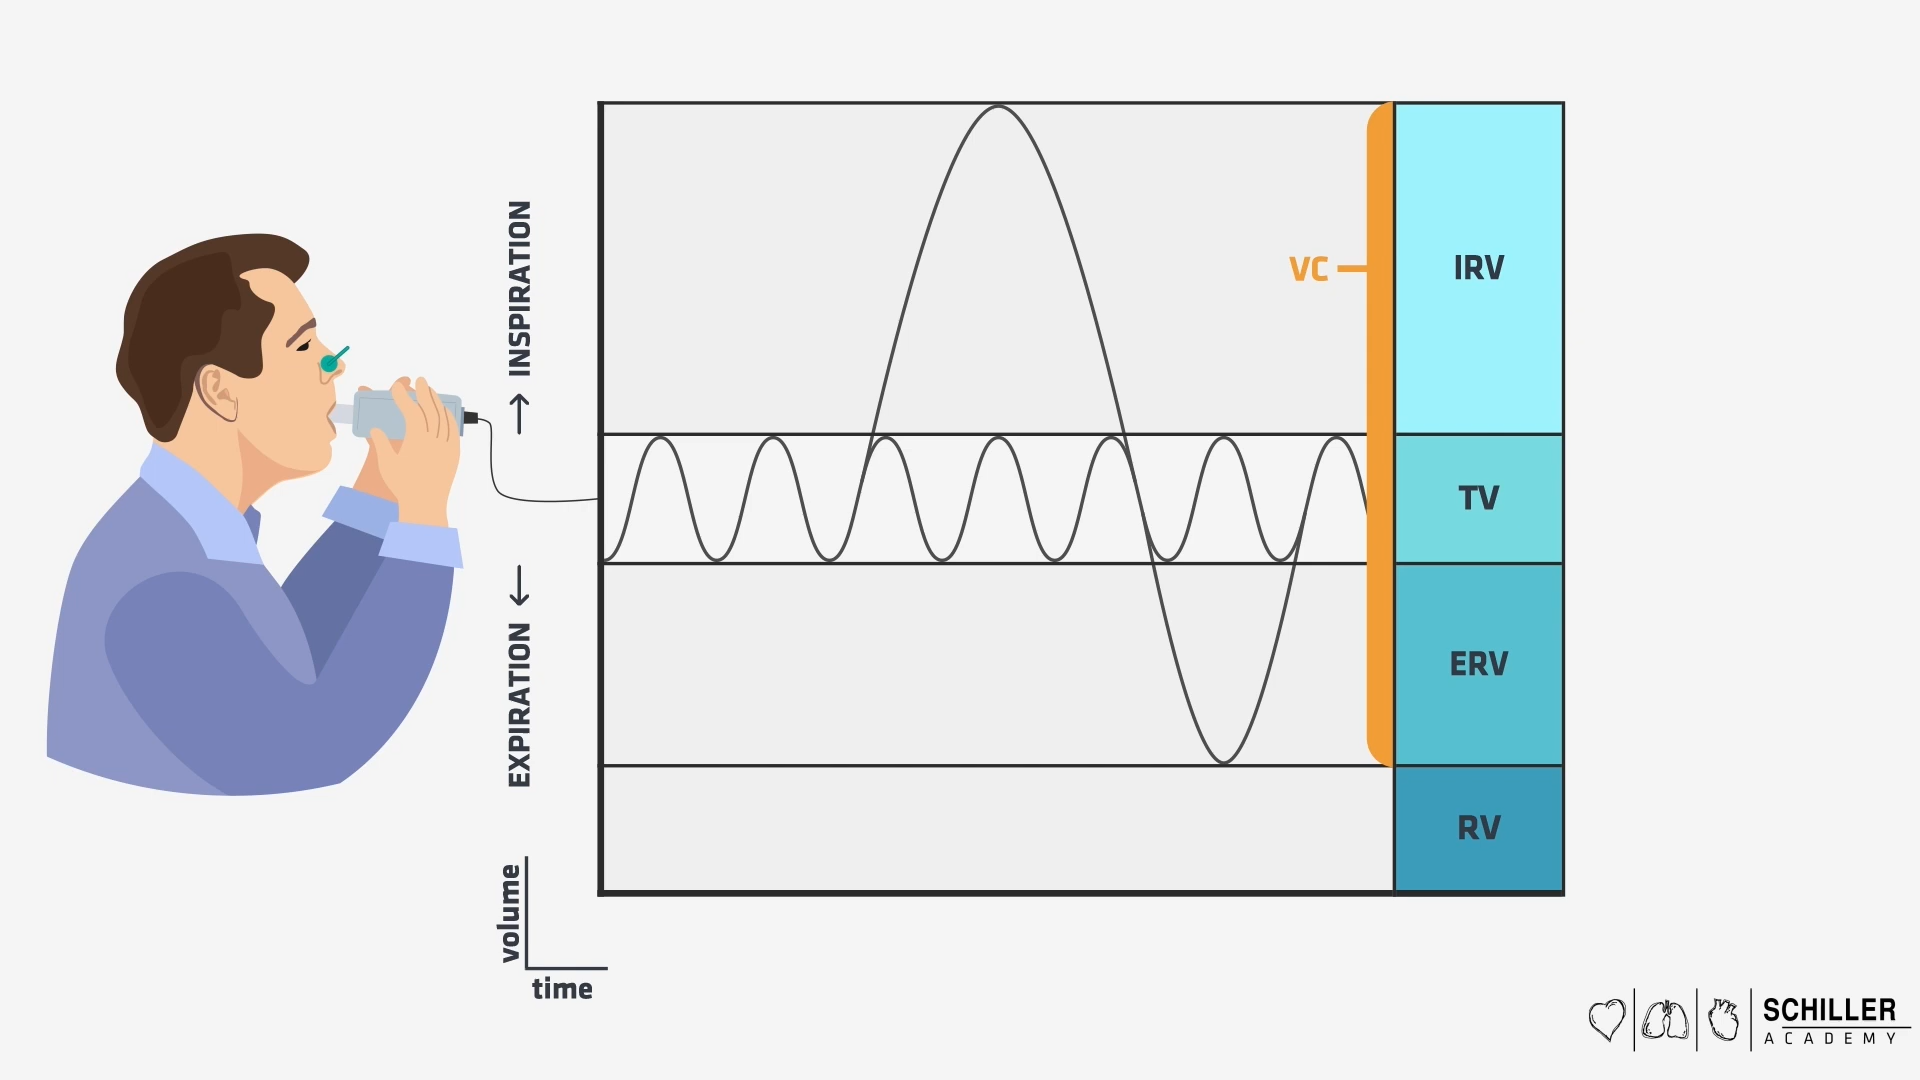 INSPIRATION
EXPIRATION
volume
time
VC
IRV
TV
ERV
RV
SCHILLER
ACADEMY